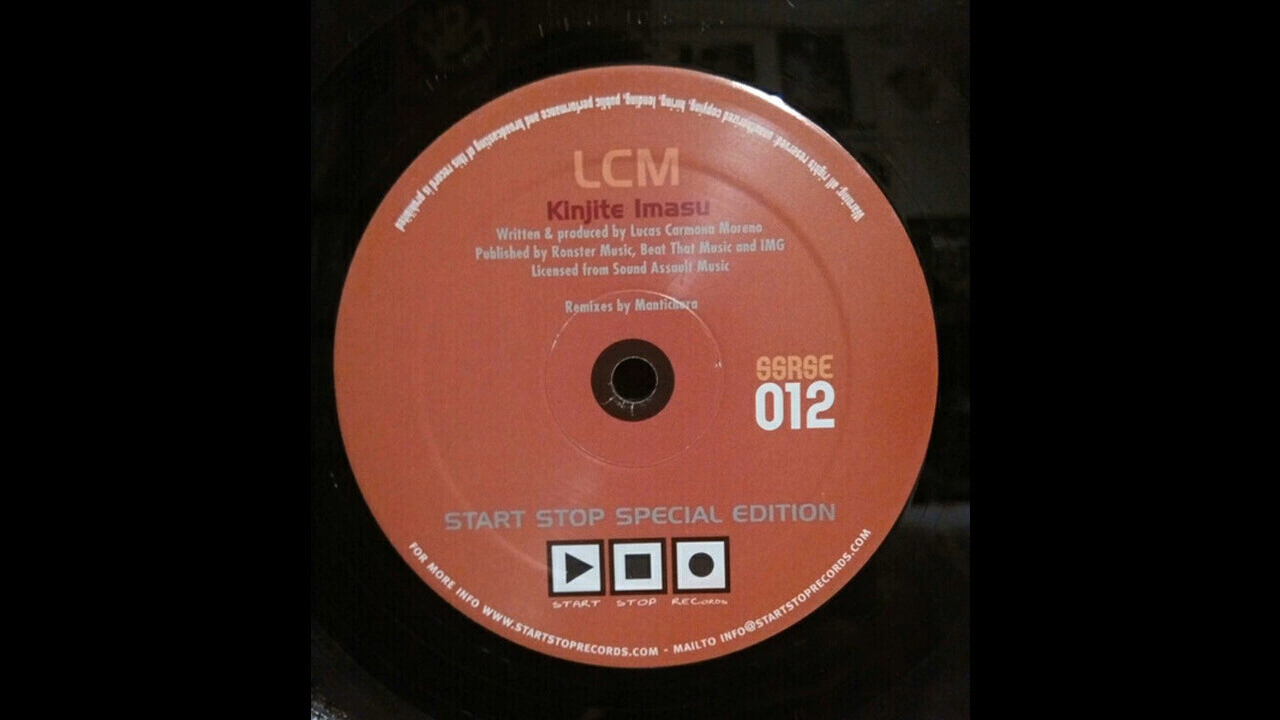 Warning: all rights reserved. unauthorized copying, hiring, lending, public performance and broadcasting of this record is prohibited
LCM
Kinjite Imasu
Written & produced by Lucas Carmona Moreno
Published by Ronster Music, Beat That Music and IMG
Licensed from Sound Assault Music
Remixes by Mantichora
SSRSE
012
START STOP SPECIAL EDITION
START STOP RECORDS
FOR MORE INFO WWW.STARTSTOPRECORDS.COM - MAILTO INFO@STARTSTOPRECORDS.COM